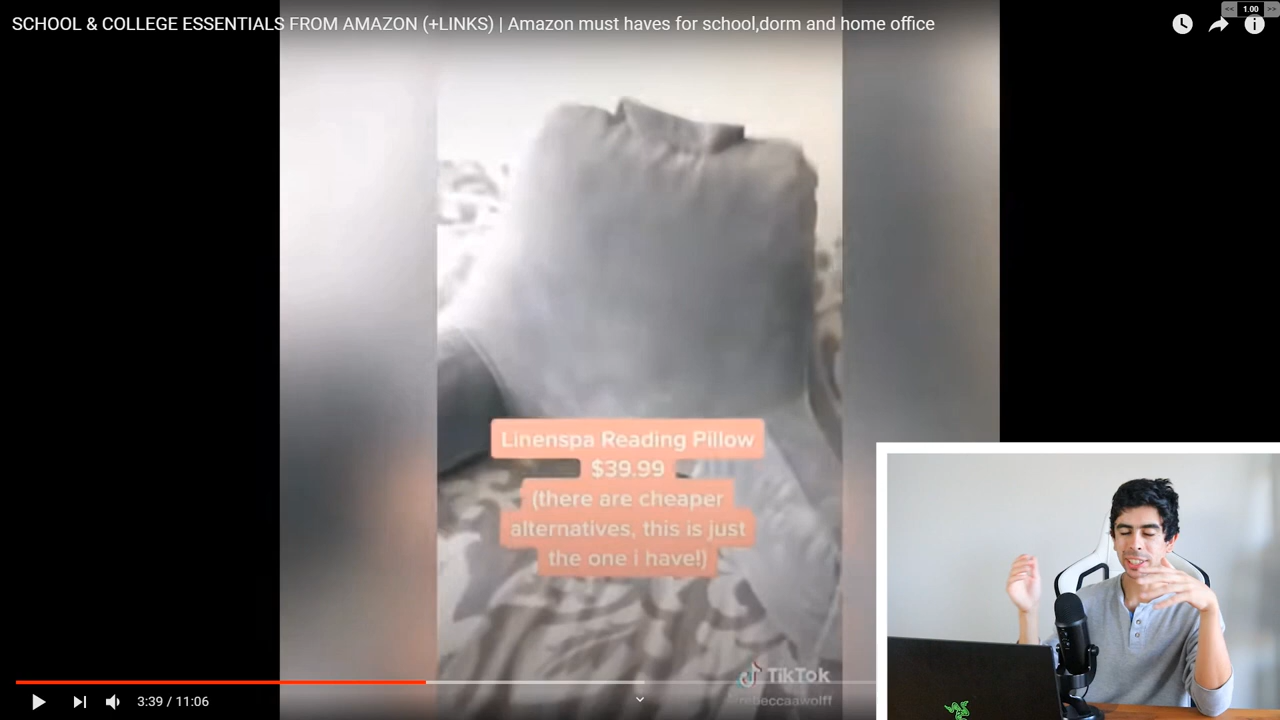 SCHOOL & COLLEGE ESSENTIALS FROM AMAZON (+LINKS) | Amazon must haves for school,dorm and home office
<< 1.00 >>
Linenspa Reading Pillow
$39.99
(there are cheaper
alternatives, this is just
the one i have!)
TikTok
@rebeccaawolff
3:39 / 11:06